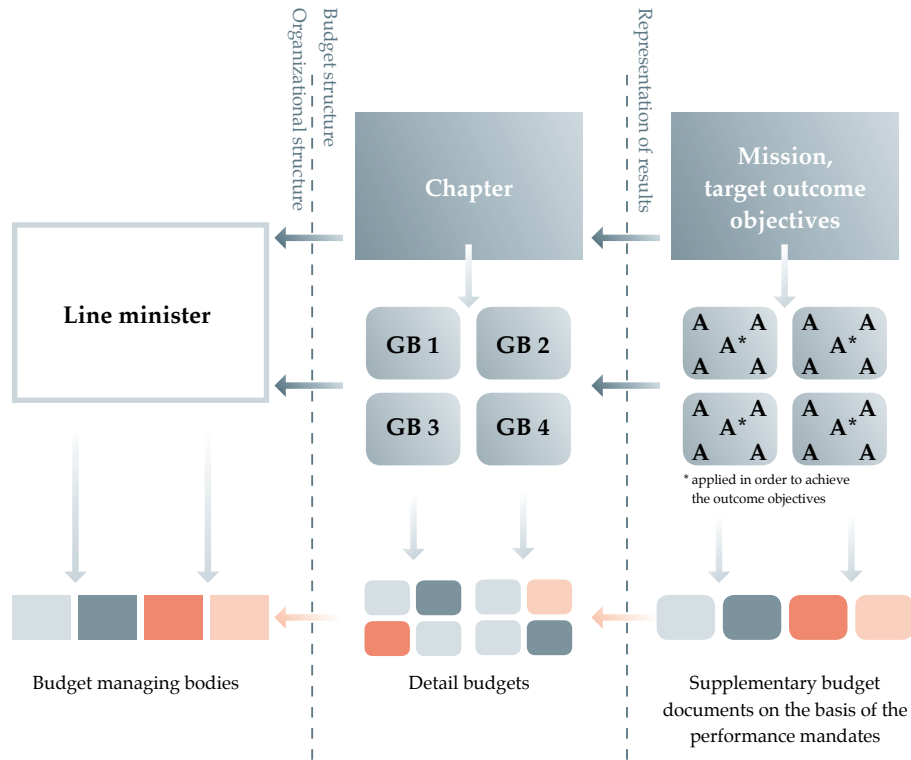 Organizational structure
Budget structure
Representation of results
Line minister
Budget managing bodies
Chapter
GB 1
GB 2
GB 3
GB 4
Detail budgets
Mission,
target outcome
objectives
A A
A*
A A
A A
A*
A A
A A
A*
A A
A A
A*
A A
* applied in order to achieve
the outcome objectives
Supplementary budget
documents on the basis of the
performance mandates